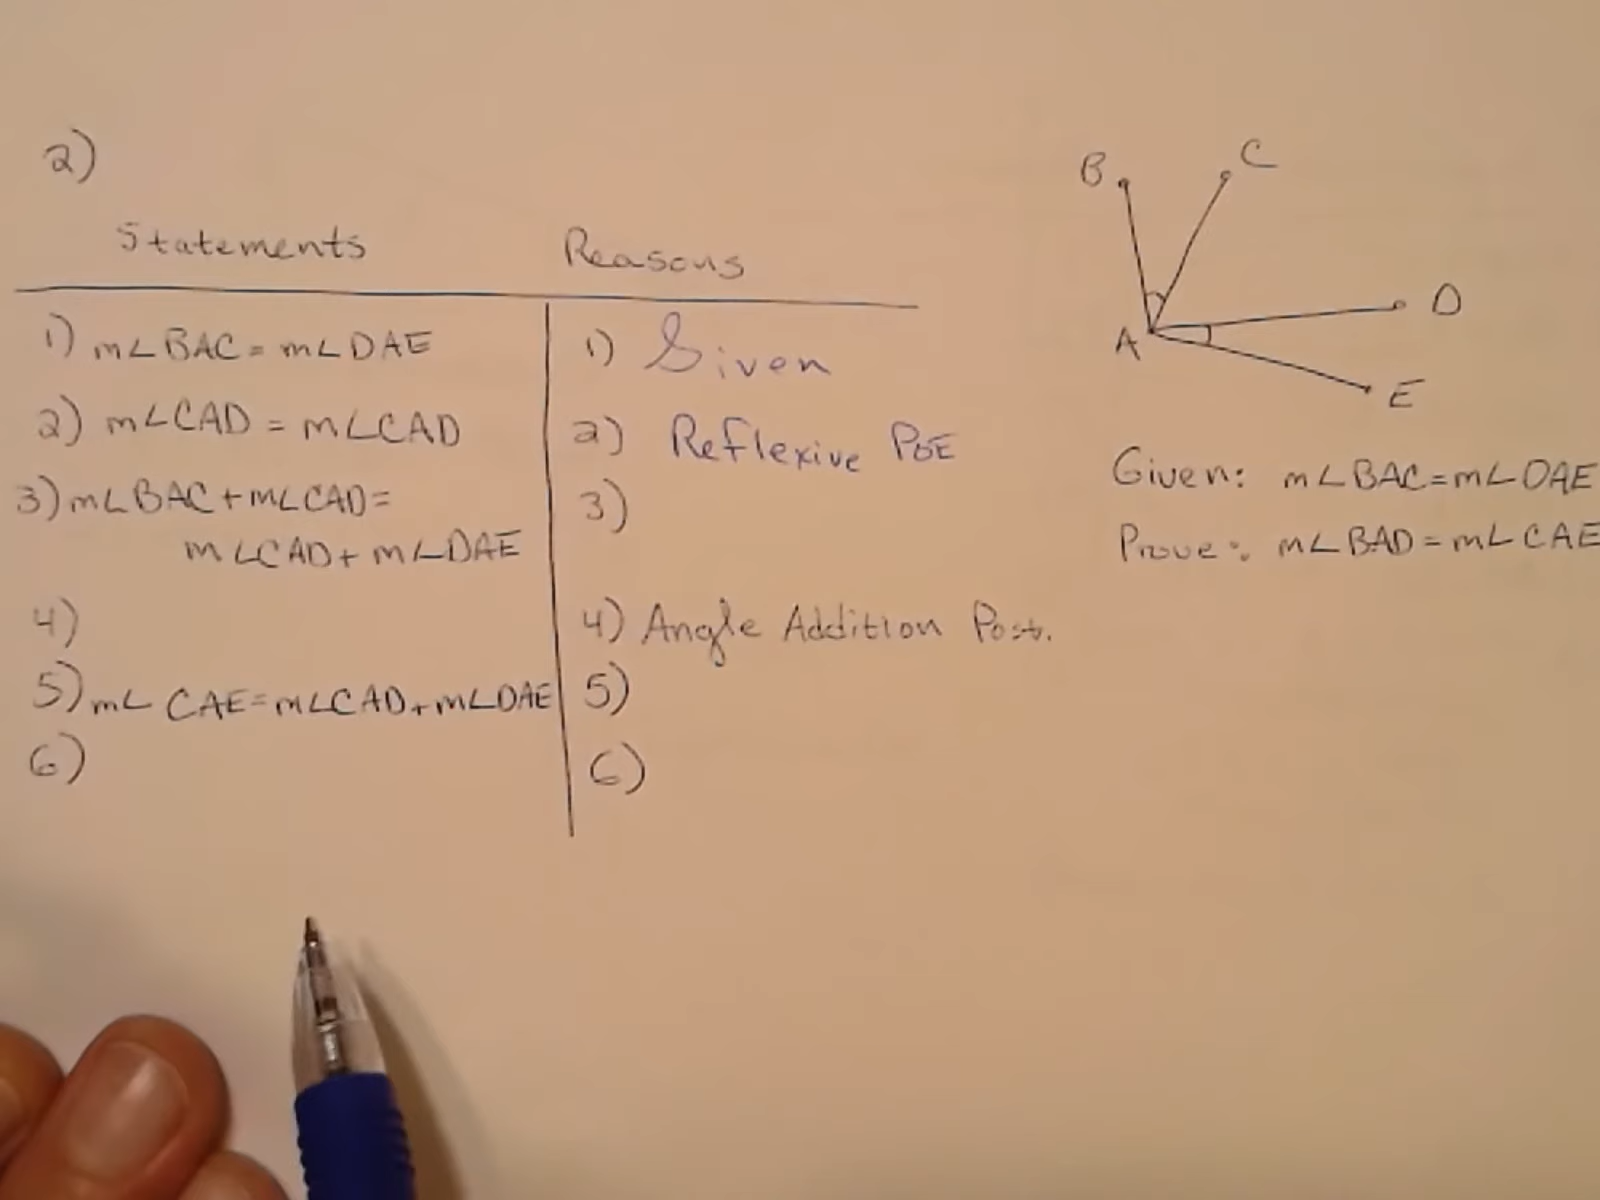 2)
Statements Reasons
1) m∠BAC = m∠DAE 1) Given
2) m∠CAD = m∠CAD 2) Reflexive PoE
3) m∠BAC + m∠CAD = 3)
m∠CAD + m∠DAE
4) 4) Angle Addition Post.
5) m∠CAE = m∠CAD + m∠DAE 5)
6) 6)
B C
D
A
E
Given: m∠BAC = m∠DAE
Prove: m∠BAD = m∠CAE